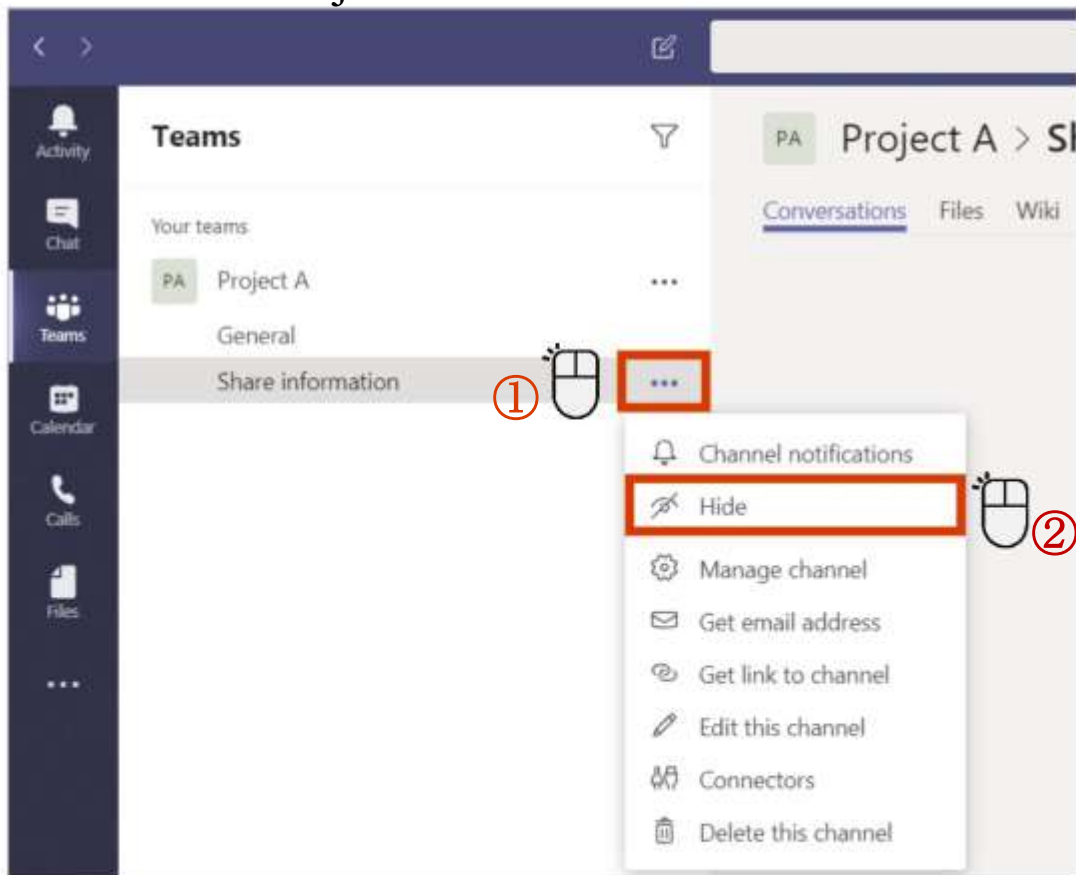 Activity
Chat
Teams
Calendar
Calls
Files
Teams
Your teams
PA Project A
General
Share information
①
PA Project A > Sh
Conversations Files Wiki
Channel notifications
Hide
②
Manage channel
Get email address
Get link to channel
Edit this channel
Connectors
Delete this channel